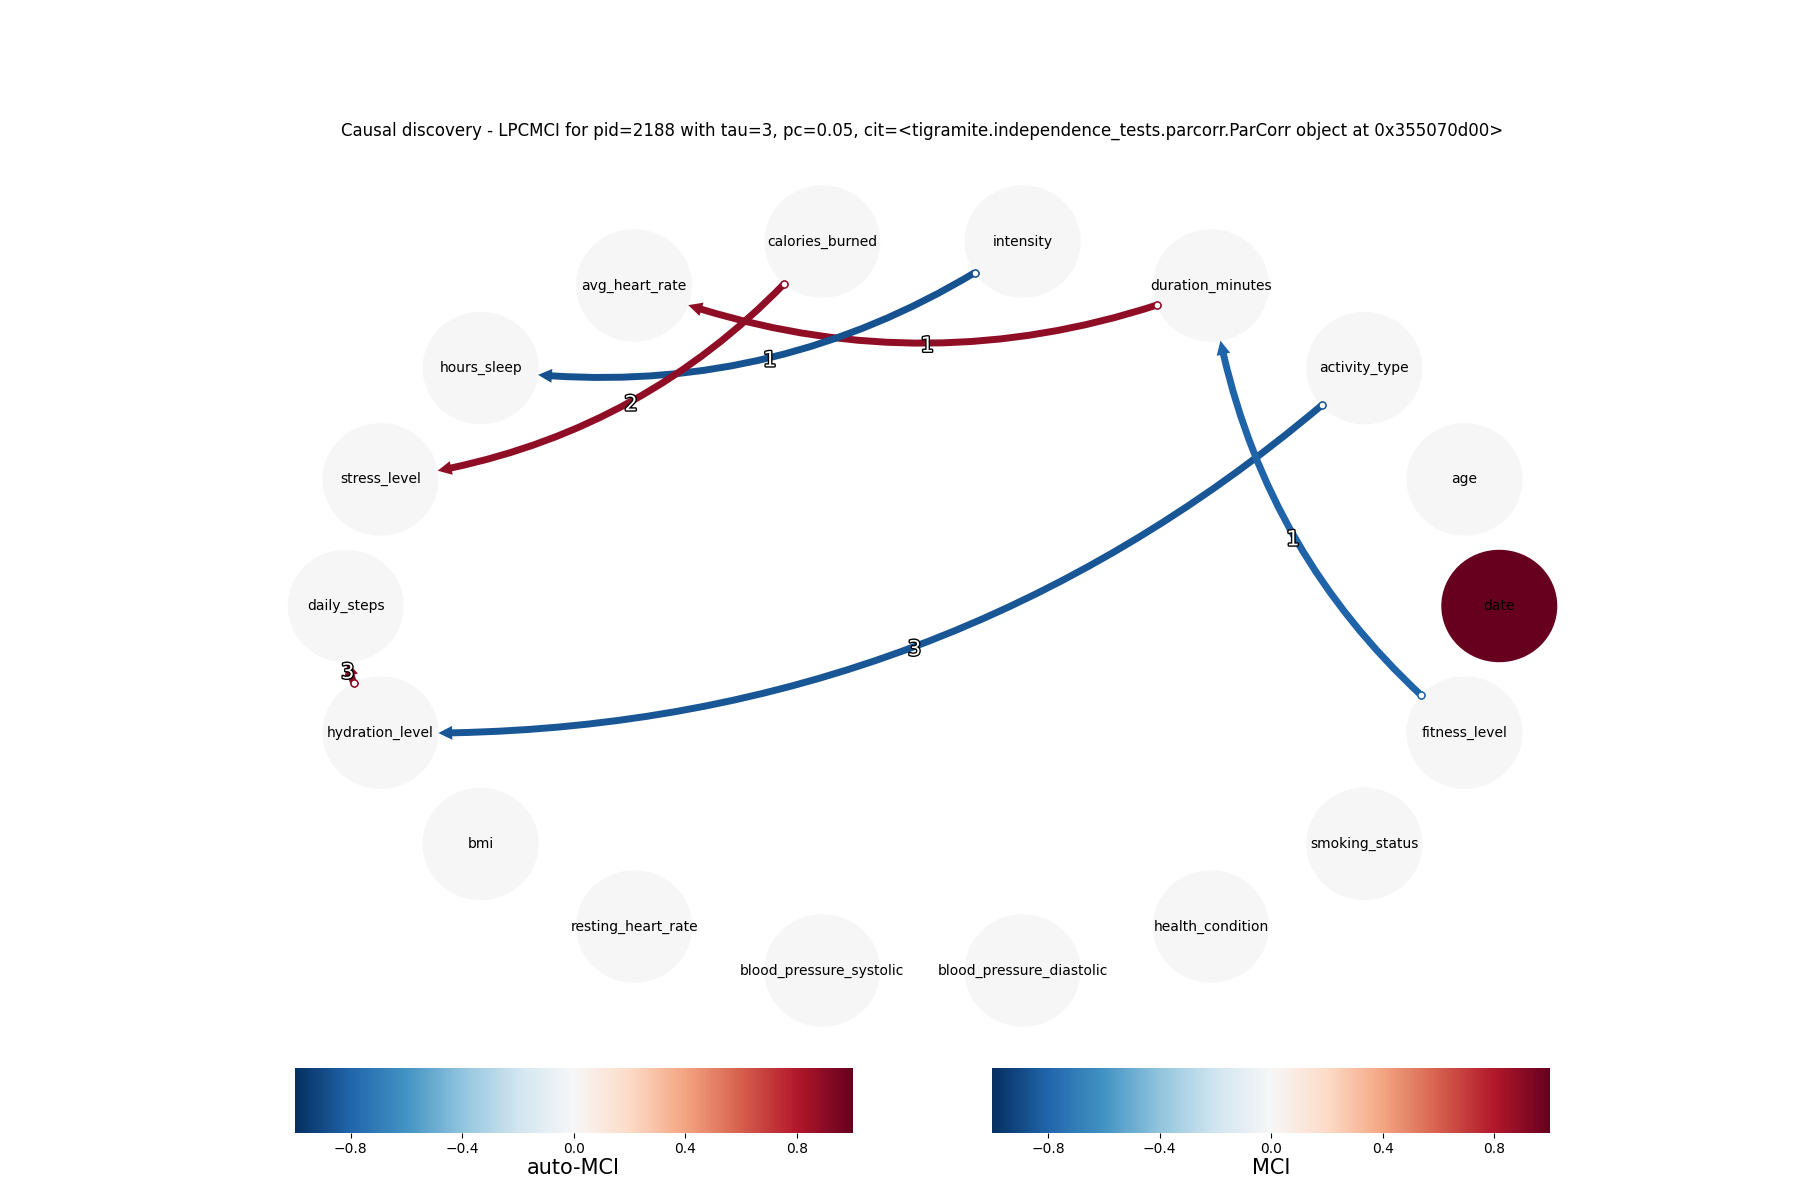 Causal discovery - LPCMCI for pid=2188 with tau=3, pc=0.05, cit=<tigramite.independence_tests.parcorr.ParCorr object at 0x355070d00>
calories_burned
intensity
avg_heart_rate
duration_minutes
1
1
hours_sleep
activity_type
2
stress_level
age
1
daily_steps
date
3
3
hydration_level
fitness_level
bmi
smoking_status
resting_heart_rate
health_condition
blood_pressure_systolic
blood_pressure_diastolic
−0.8 −0.4 0.0 0.4 0.8
auto-MCI
−0.8 −0.4 0.0 0.4 0.8
MCI